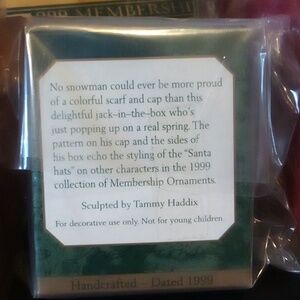 1999 MEMBERSHIP
No snowman could ever be more proud
of a colorful scarf and cap than this
delightful jack-in-the-box who's
just popping up on a real spring. The
pattern on his cap and the sides of
his box echo the styling of the "Santa
hats" on other characters in the 1999
collection of Membership Ornaments.
Sculpted by Tammy Haddix
For decorative use only. Not for young children.
Handcrafted – Dated 1999